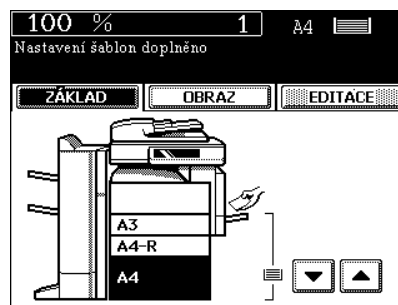 100 % 1 A4
Nastavení šablon doplněno
ZÁKLAD OBRAZ EDITACE
A3
A4-R
A4